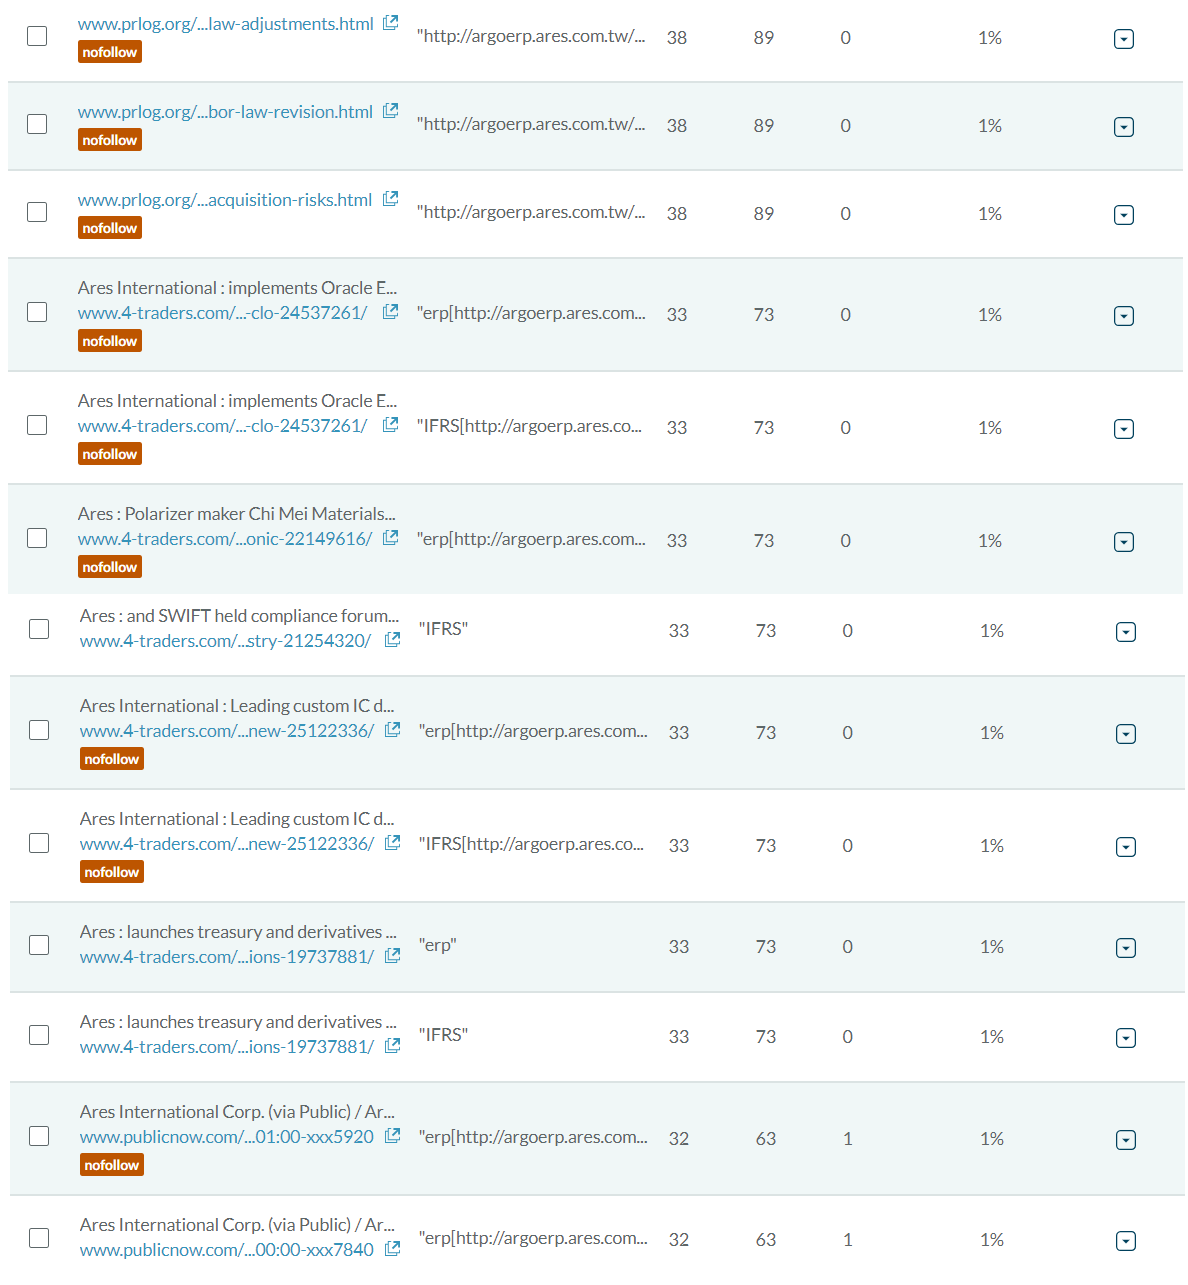 www.prlog.org/...law-adjustments.html "http://argoerp.ares.com.tw/... 38 89 0 1%
nofollow
www.prlog.org/...bor-law-revision.html "http://argoerp.ares.com.tw/... 38 89 0 1%
nofollow
www.prlog.org/...acquisition-risks.html "http://argoerp.ares.com.tw/... 38 89 0 1%
nofollow
Ares International : implements Oracle E...
www.4-traders.com/...-clo-24537261/ "erp[http://argoerp.ares.com... 33 73 0 1%
nofollow
Ares International : implements Oracle E...
www.4-traders.com/...-clo-24537261/ "IFRS[http://argoerp.ares.co... 33 73 0 1%
nofollow
Ares : Polarizer maker Chi Mei Materials...
www.4-traders.com/...onic-22149616/ "erp[http://argoerp.ares.com... 33 73 0 1%
nofollow
Ares : and SWIFT held compliance forum...
www.4-traders.com/...stry-21254320/ "IFRS" 33 73 0 1%
Ares International : Leading custom IC d...
www.4-traders.com/...new-25122336/ "erp[http://argoerp.ares.com... 33 73 0 1%
nofollow
Ares International : Leading custom IC d...
www.4-traders.com/...new-25122336/ "IFRS[http://argoerp.ares.co... 33 73 0 1%
nofollow
Ares : launches treasury and derivatives ...
www.4-traders.com/...ions-19737881/ "erp" 33 73 0 1%
Ares : launches treasury and derivatives ...
www.4-traders.com/...ions-19737881/ "IFRS" 33 73 0 1%
Ares International Corp. (via Public) / Ar...
www.publicnow.com/...01:00-xxx5920 "erp[http://argoerp.ares.com... 32 63 1 1%
nofollow
Ares International Corp. (via Public) / Ar...
www.publicnow.com/...00:00-xxx7840 "erp[http://argoerp.ares.com... 32 63 1 1%